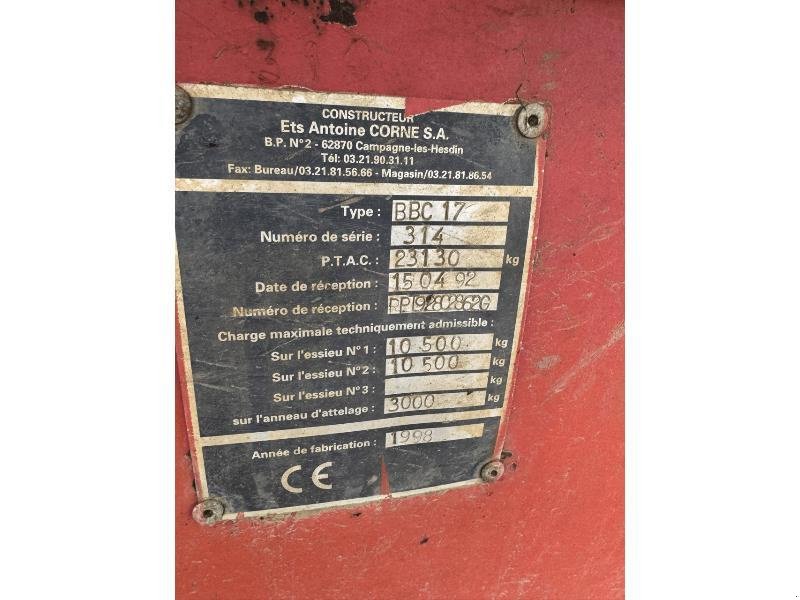 CONSTRUCTEUR
Ets Antoine CORNE S.A.
B.P. N°2 - 62870 Campagne-les-Hesdin
Tél: 03.21.90.31.11
Fax: Bureau/03.21.81.56.66 - Magasin/03.21.81.86.54
Type : BBC 17
Numéro de série : 314
P.T.A.C. : 23130 kg
Date de réception : 15 04 92
Numéro de réception :
Charge maximale techniquement admissible :
Sur l'essieu N°1 : 10 500 kg
Sur l'essieu N°2 : 10 500 kg
Sur l'essieu N°3 : kg
sur l'anneau d'attelage : 3000 kg
Année de fabrication : 1998
CE